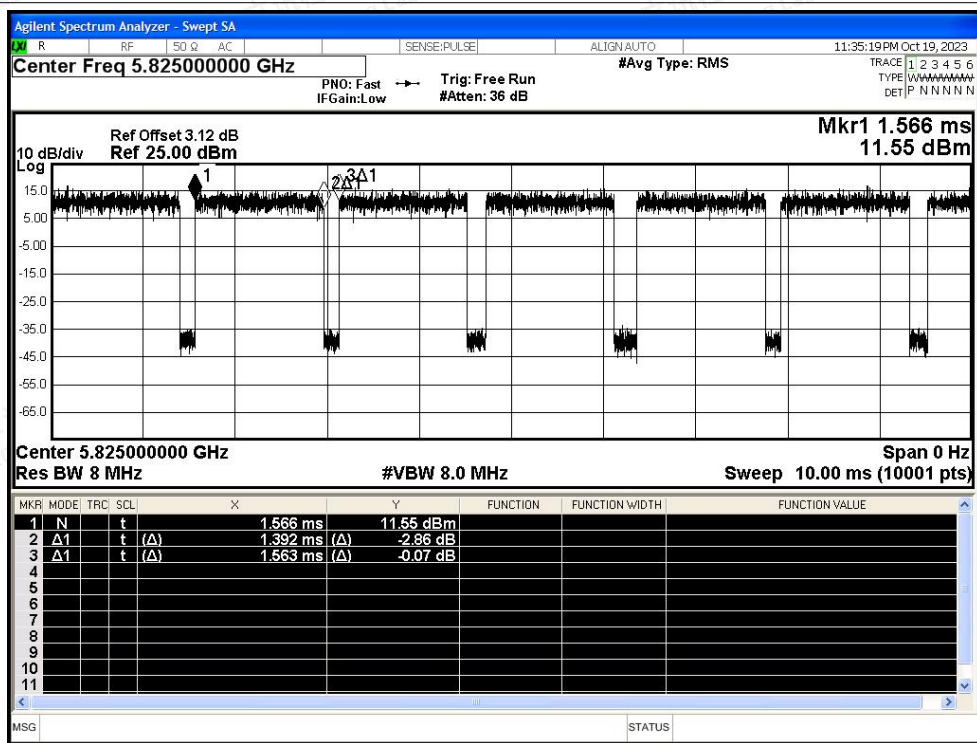 Agilent Spectrum Analyzer - Swept SA
LXI R RF 50 Ω AC SENSE:PULSE ALIGN AUTO 11:35:19 PM Oct 19, 2023
Center Freq 5.825000000 GHz #Avg Type: RMS TRACE 1 2 3 4 5 6
PNO: Fast Trig: Free Run TYPE WWWWWW
IFGain:Low #Atten: 36 dB DET P N N N N N
Mkr1 1.566 ms
Ref Offset 3.12 dB
10 dB/div Ref 25.00 dBm 11.55 dBm
Log
1 2Δ1 3Δ1
15.0
5.00
-5.00
-15.0
-25.0
-35.0
-45.0
-55.0
-65.0
Center 5.825000000 GHz Span 0 Hz
Res BW 8 MHz #VBW 8.0 MHz Sweep 10.00 ms (10001 pts)
MKR MODE TRC SCL X Y FUNCTION FUNCTION WIDTH FUNCTION VALUE
1 N t 1.566 ms 11.55 dBm
2 Δ1 t (Δ) 1.392 ms (Δ) -2.86 dB
3 Δ1 t (Δ) 1.563 ms (Δ) -0.07 dB
4
5
6
7
8
9
10
11
MSG STATUS